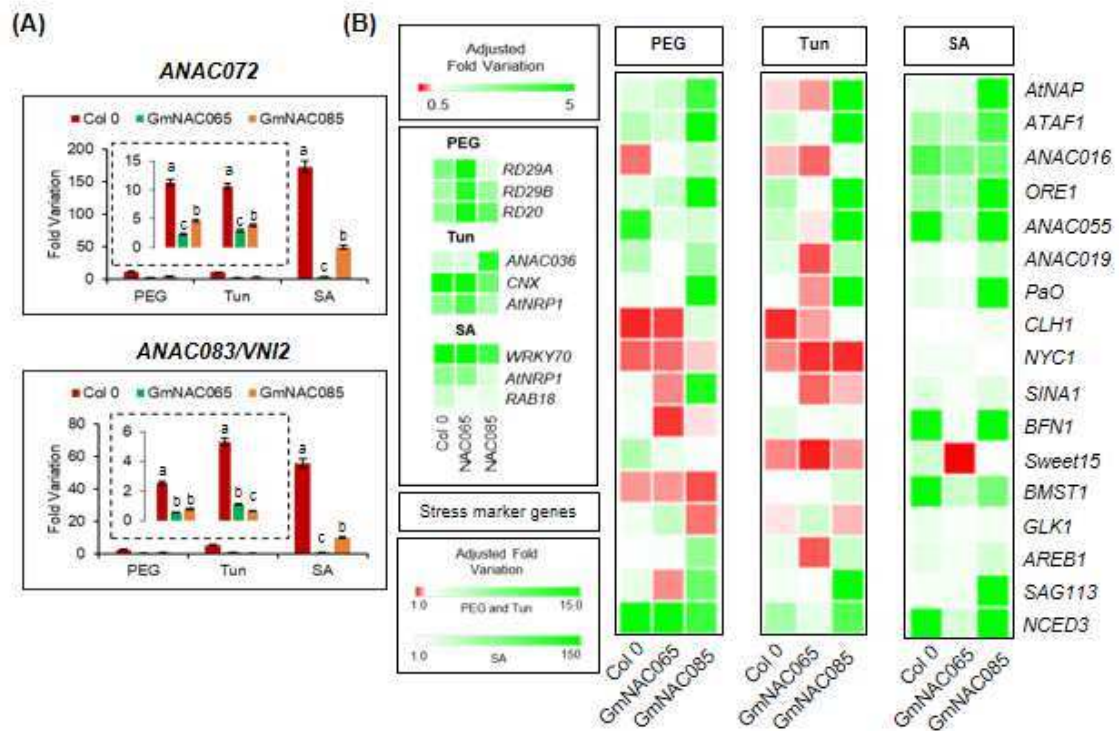 (A)
ANAC072
Col 0 GmNAC065 GmNAC085
Fold Variation
200
150
100
50
0
15
10
5
0
a
c
b
a
c
b
a
c
b
PEG Tun SA
ANAC083/VNI2
Col 0 GmNAC065 GmNAC085
Fold Variation
80
60
40
20
0
6
4
2
0
a
b
b
a
b
c
a
c
b
PEG Tun SA
(B)
Adjusted
Fold Variation
0.5 5
PEG
RD29A
RD29B
RD20
Tun
ANAC036
CNX
AtNRP1
SA
WRKY70
AtNRP1
RAB18
Col 0
NAC065
NAC085
Stress marker genes
Adjusted Fold
Variation
1.0 15.0
PEG and Tun
1.0 150
SA
PEG Tun SA
AtNAP
ATAF1
ANAC016
ORE1
ANAC055
ANAC019
PaO
CLH1
NYC1
SINA1
BFN1
Sweet15
BMST1
GLK1
AREB1
SAG113
NCED3
Col 0
GmNAC065
GmNAC085
Col 0
GmNAC065
GmNAC085
Col 0
GmNAC065
GmNAC085